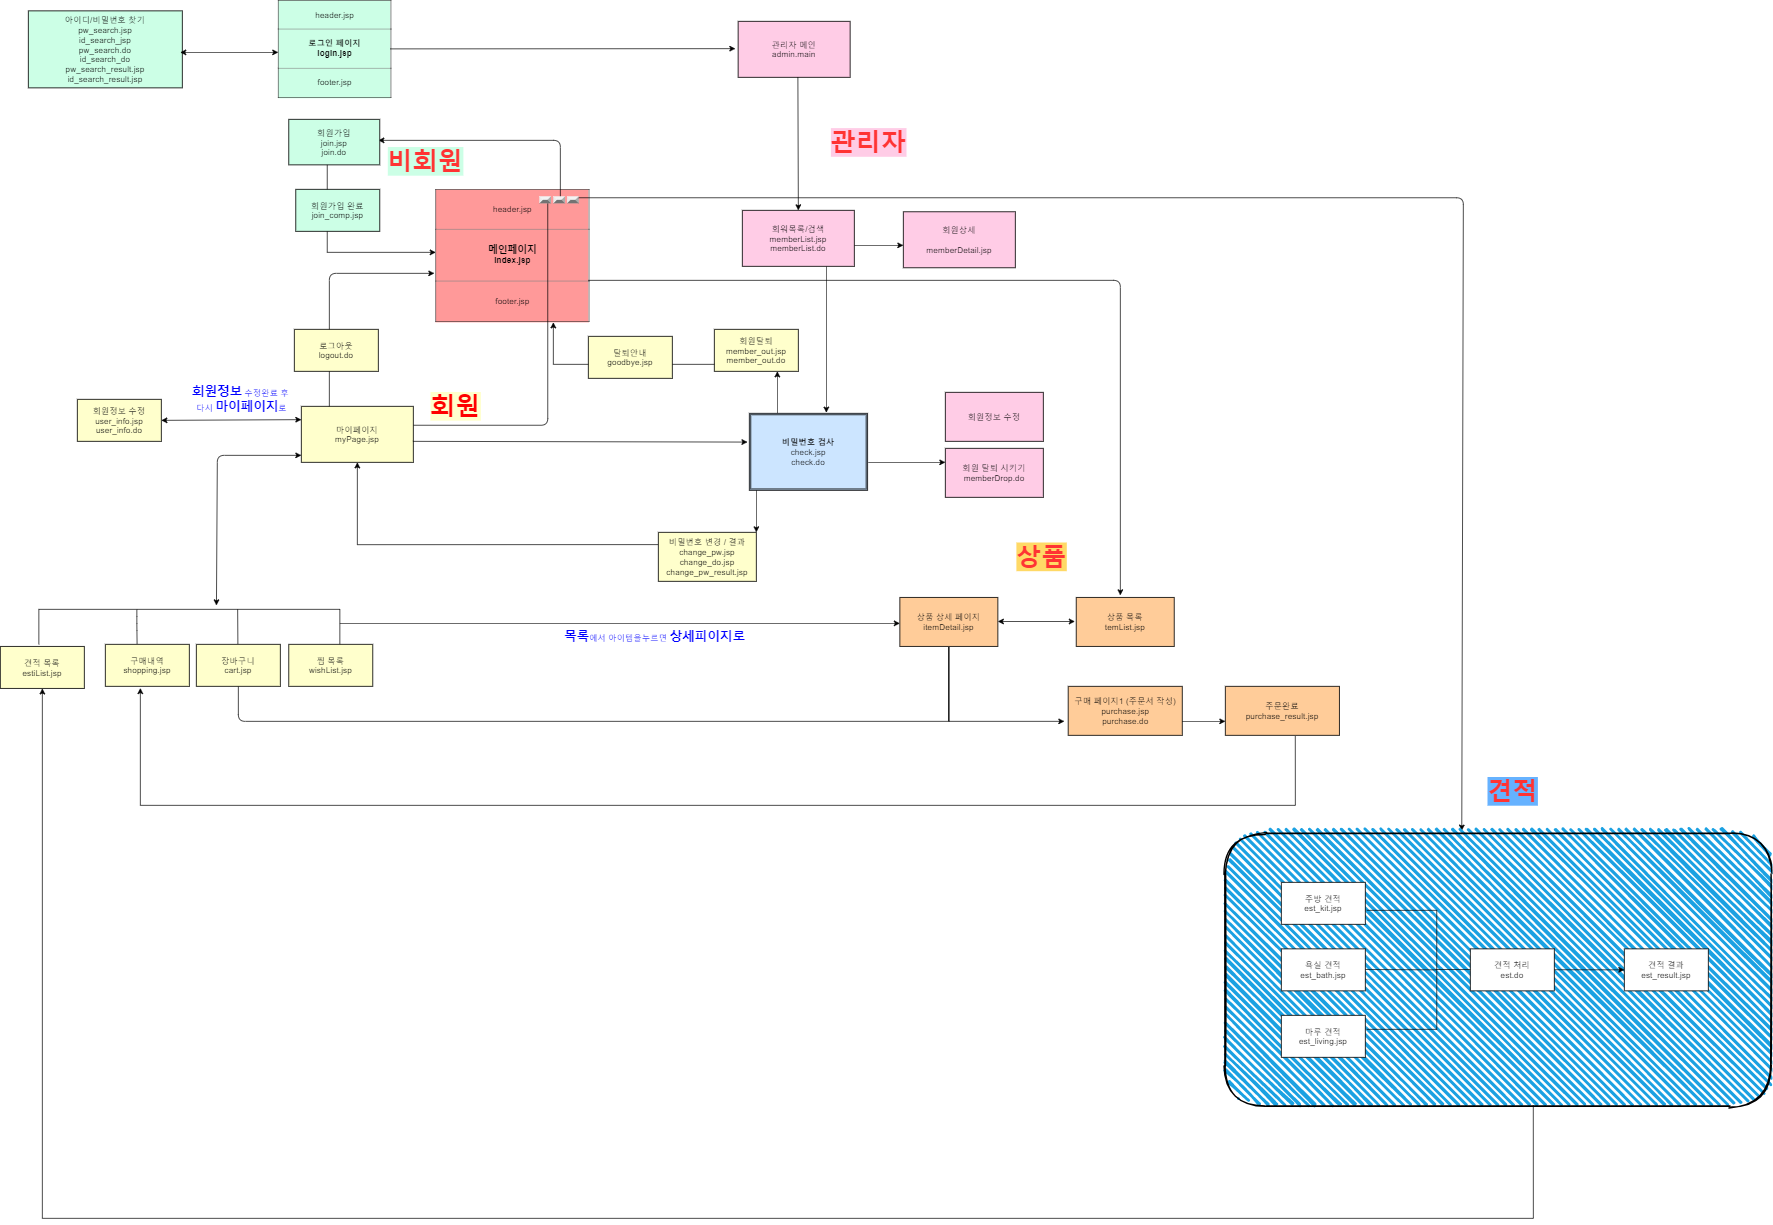 아이디/비밀번호 찾기
pw_search.jsp
id_search_jsp
pw_search.do
id_search_do
pw_search_result.jsp
id_search_result.jsp
header.jsp
로그인 페이지
login.jsp
footer.jsp
관리자 메인
admin.main
회원가입
join.jsp
join.do
비회원
관리자
회원가입 완료
join_comp.jsp
header.jsp
메인페이지
index.jsp
footer.jsp
회워목록/검색
memberList.jsp
memberList.do
회원상세
memberDetail.jsp
로그아웃
logout.do
탈퇴안내
goodbye.jsp
회원탈퇴
member_out.jsp
member_out.do
회원정보 수정완료 후
다시 마이페이지로
회원
회원정보 수정
user_info.jsp
user_info.do
마이페이지
myPage.jsp
비밀번호 검사
check.jsp
check.do
회원정보 수정
회원 탈퇴 시키기
memberDrop.do
비밀번호 변경 / 결과
change_pw.jsp
change_do.jsp
change_pw_result.jsp
상품
목록에서 아이템을누르면 상세피이지로
상품 상세 페이지
itemDetail.jsp
상품 목록
temList.jsp
견적 목록
estiList.jsp
구매내역
shopping.jsp
장바구니
cart.jsp
찜 목록
wishList.jsp
구매 페이지1 (주문서 작성)
purchase.jsp
purchase.do
주문완료
purchase_result.jsp
견적
주방 견적
est_kit.jsp
욕실 견적
est_bath.jsp
견적 처리
est.do
견적 결과
est_result.jsp
마루 견적
est_living.jsp